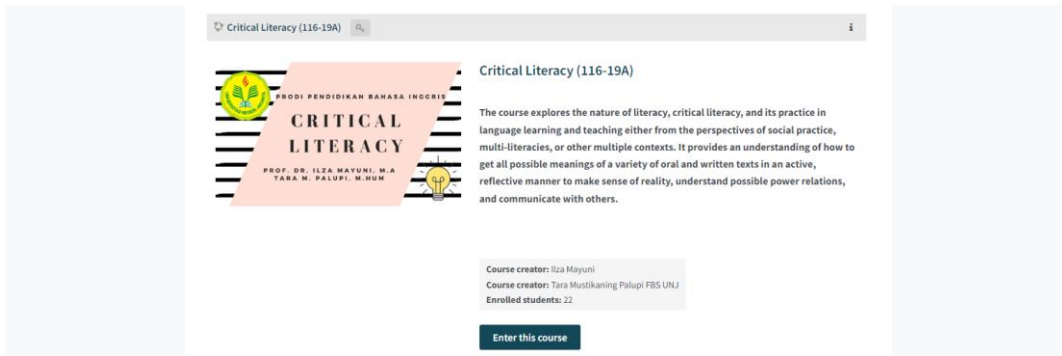 Critical Literacy (116-19A)
PRODI PENDIDIKAN BAHASA INGGRIS
CRITICAL
LITERACY
PROF. DR. ILZA MAYUNI, M.A
TARA M. PALUPI, M.HUM
Critical Literacy (116-19A)
The course explores the nature of literacy, critical literacy, and its practice in
language learning and teaching either from the perspectives of social practice,
multi-literacies, or other multiple contexts. It provides an understanding of how to
get all possible meanings of a variety of oral and written texts in an active,
reflective manner to make sense of reality, understand possible power relations,
and communicate with others.
Course creator: Ilza Mayuni
Course creator: Tara Mustikaning Palupi FBS UNJ
Enrolled students: 22
Enter this course